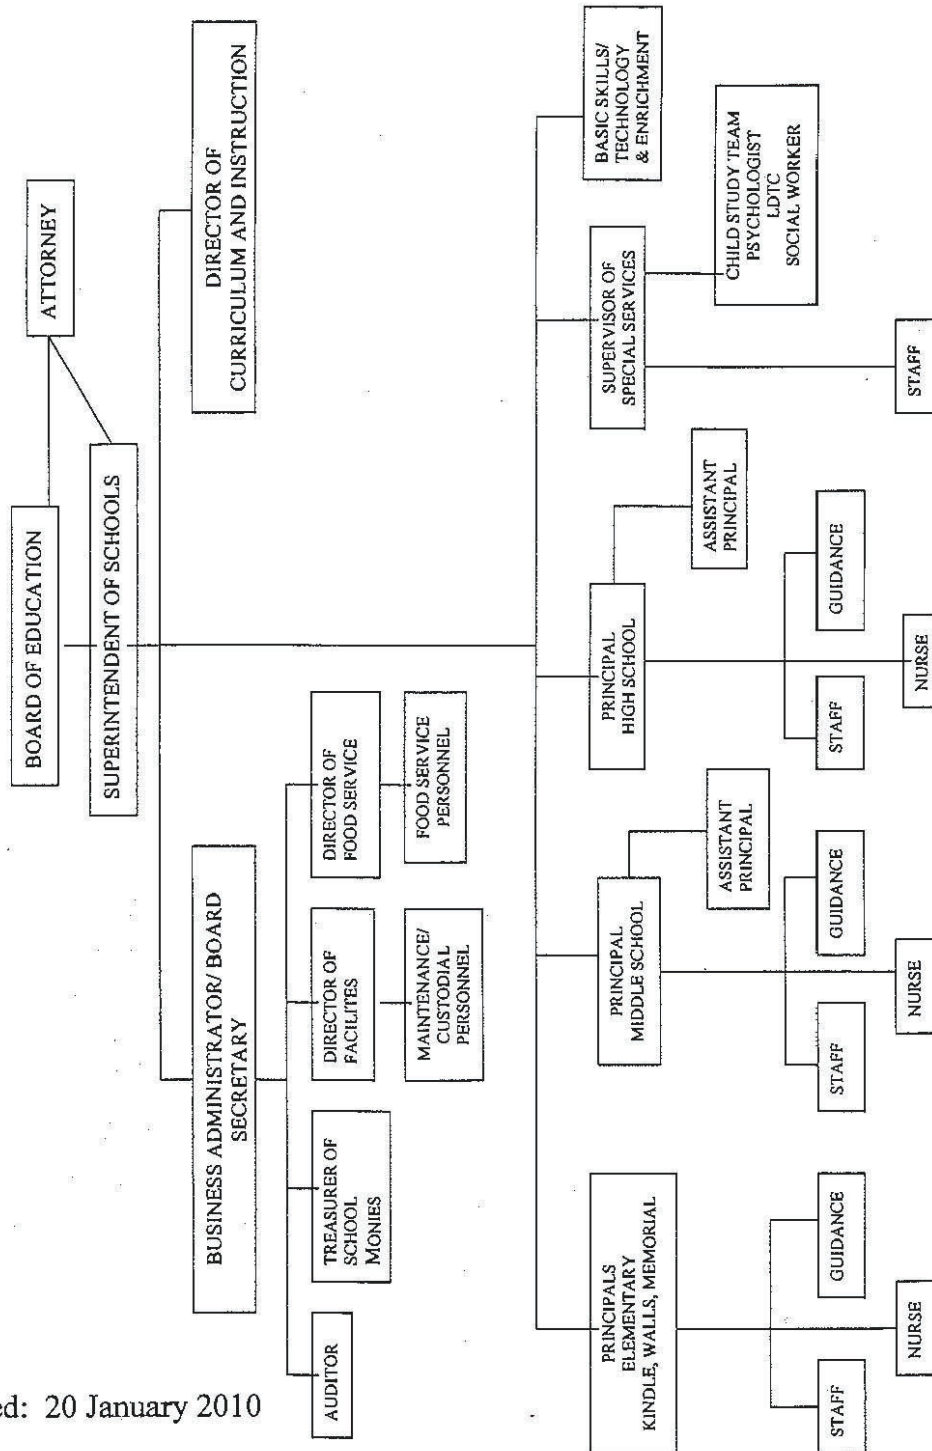 BOARD OF EDUCATION
ATTORNEY
SUPERINTENDENT OF SCHOOLS
BUSINESS ADMINISTRATOR/ BOARD
SECRETARY
DIRECTOR OF
CURRICULUM AND INSTRUCTION
AUDITOR
TREASURER OF
SCHOOL
MONIES
DIRECTOR OF
FACILITES
DIRECTOR OF
FOOD SERVICE
MAINTENANCE/
CUSTODIAL
PERSONNEL
FOOD SERVICE
PERSONNEL
PRINCIPALS
ELEMENTARY
KINDLE, WALLS, MEMORIAL
PRINCIPAL
MIDDLE SCHOOL
PRINCIPAL
HIGH SCHOOL
SUPERVISOR OF
SPECIAL SERVICES
BASIC SKILLS/
TECHNOLOGY
& ENRICHMENT
ASSISTANT
PRINCIPAL
ASSISTANT
PRINCIPAL
CHILD STUDY TEAM
PSYCHOLOGIST
LDTC
SOCIAL WORKER
STAFF
GUIDANCE
STAFF
GUIDANCE
STAFF
GUIDANCE
NURSE
NURSE
NURSE
STAFF
20 January 2010